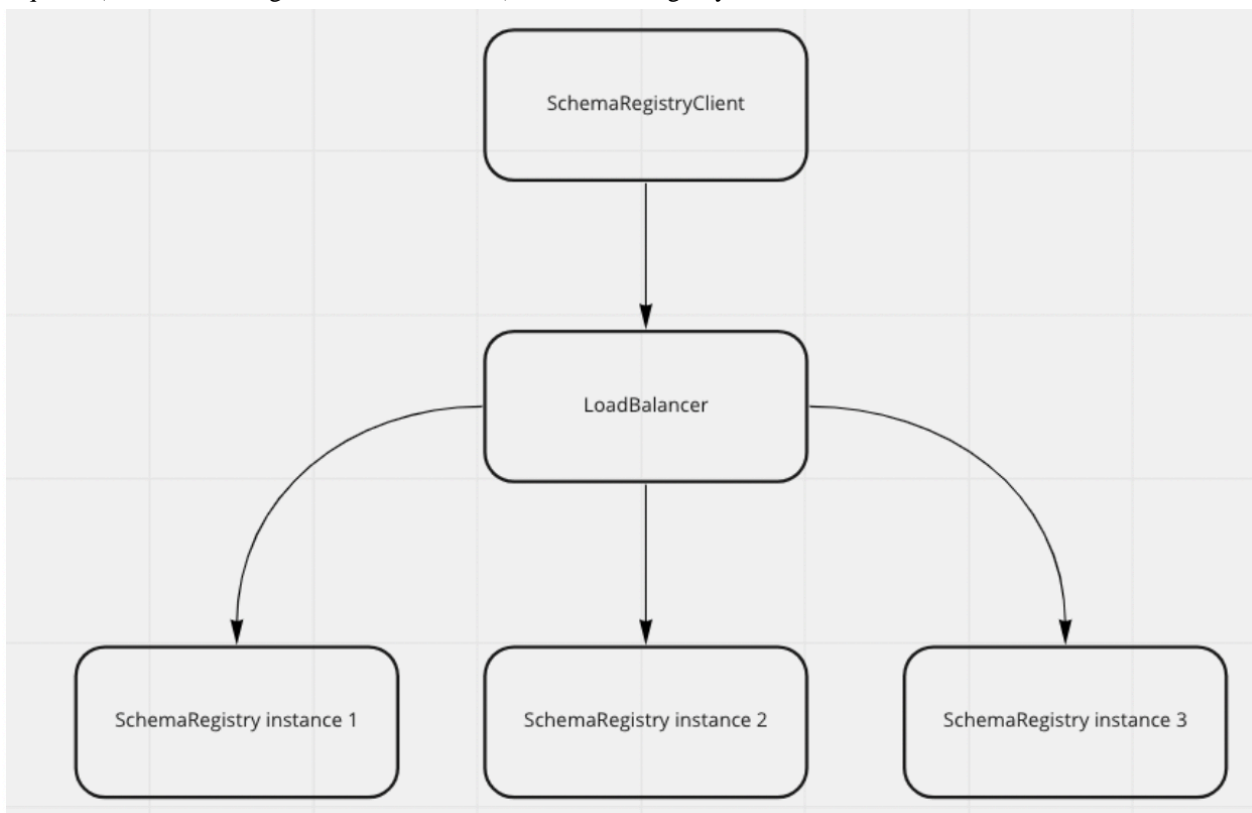 SchemaRegistryClient
LoadBalancer
SchemaRegistry instance 1
SchemaRegistry instance 2
SchemaRegistry instance 3